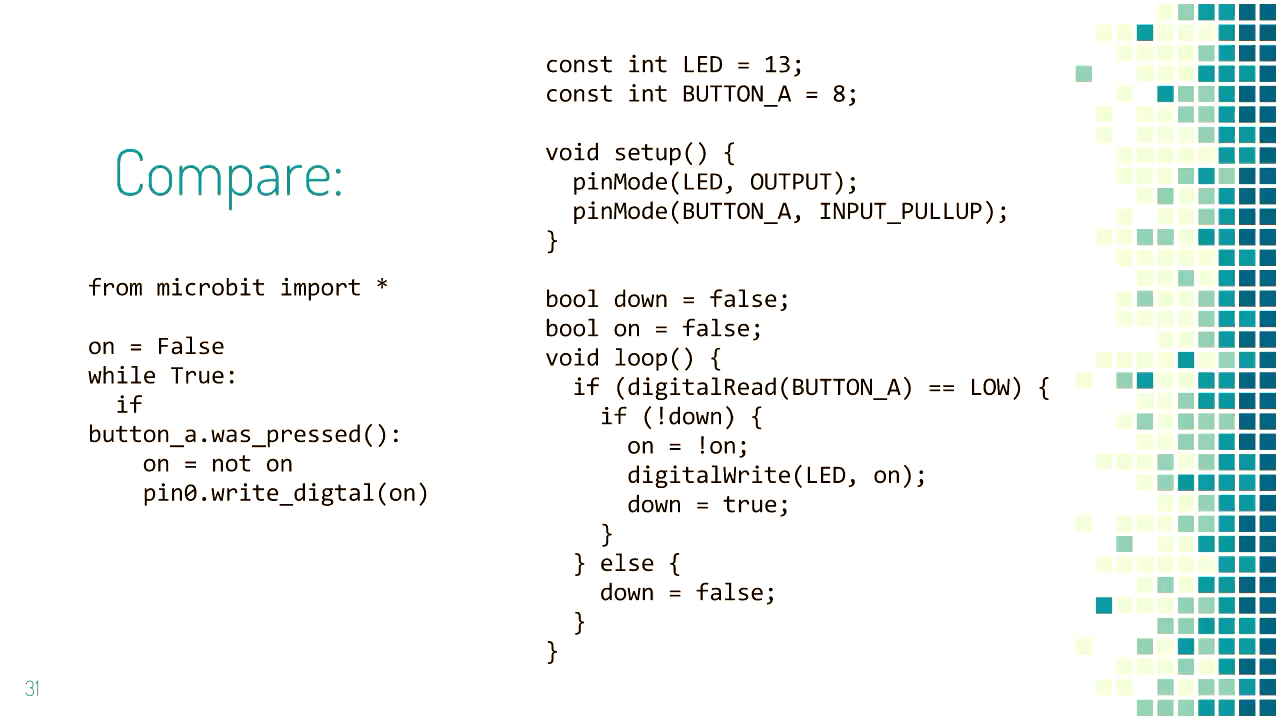 Compare:
from microbit import *
on = False
while True:
  if
button_a.was_pressed():
    on = not on
    pin0.write_digtal(on)
const int LED = 13;
const int BUTTON_A = 8;
void setup() {
  pinMode(LED, OUTPUT);
  pinMode(BUTTON_A, INPUT_PULLUP);
}
bool down = false;
bool on = false;
void loop() {
  if (digitalRead(BUTTON_A) == LOW) {
    if (!down) {
      on = !on;
      digitalWrite(LED, on);
      down = true;
    }
  } else {
    down = false;
  }
}
31